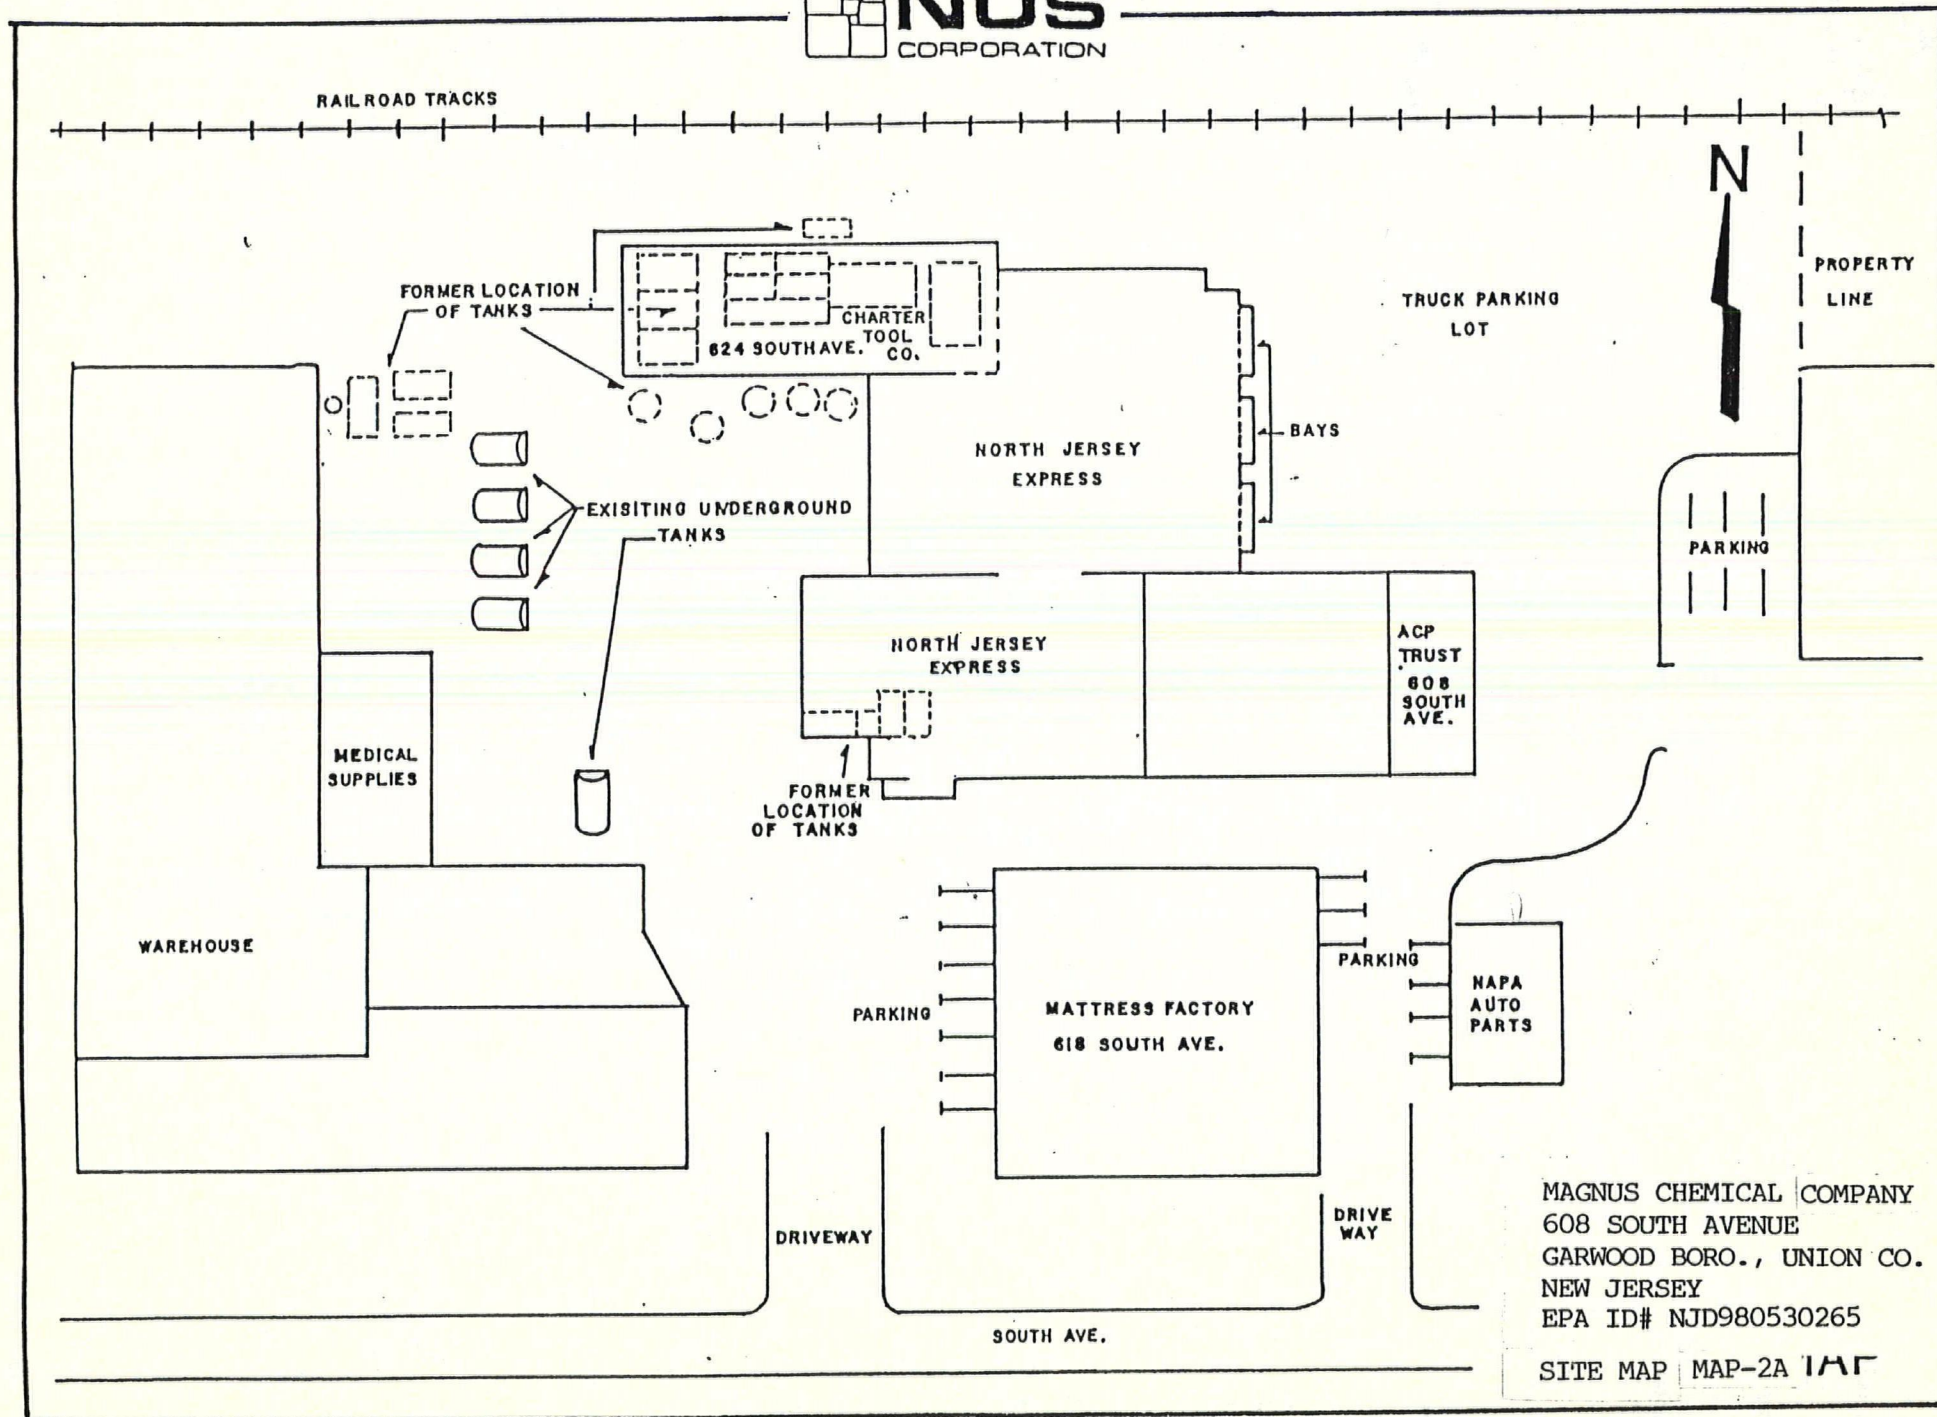 NUS
CORPORATION
RAILROAD TRACKS
N
PROPERTY
LINE
TRUCK PARKING
LOT
FORMER LOCATION
OF TANKS
CHARTER
TOOL
CO.
624 SOUTH AVE.
BAYS
NORTH JERSEY
EXPRESS
EXISITING UNDERGROUND
TANKS
PARKING
NORTH JERSEY
EXPRESS
ACP
TRUST
608
SOUTH
AVE.
MEDICAL
SUPPLIES
FORMER
LOCATION
OF TANKS
WAREHOUSE
PARKING
PARKING
MATTRESS FACTORY
618 SOUTH AVE.
NAPA
AUTO
PARTS
DRIVEWAY
DRIVE
WAY
SOUTH AVE.
MAGNUS CHEMICAL COMPANY
608 SOUTH AVENUE
GARWOOD BORO., UNION CO.
NEW JERSEY
EPA ID# NJD980530265
SITE MAP MAP-2A